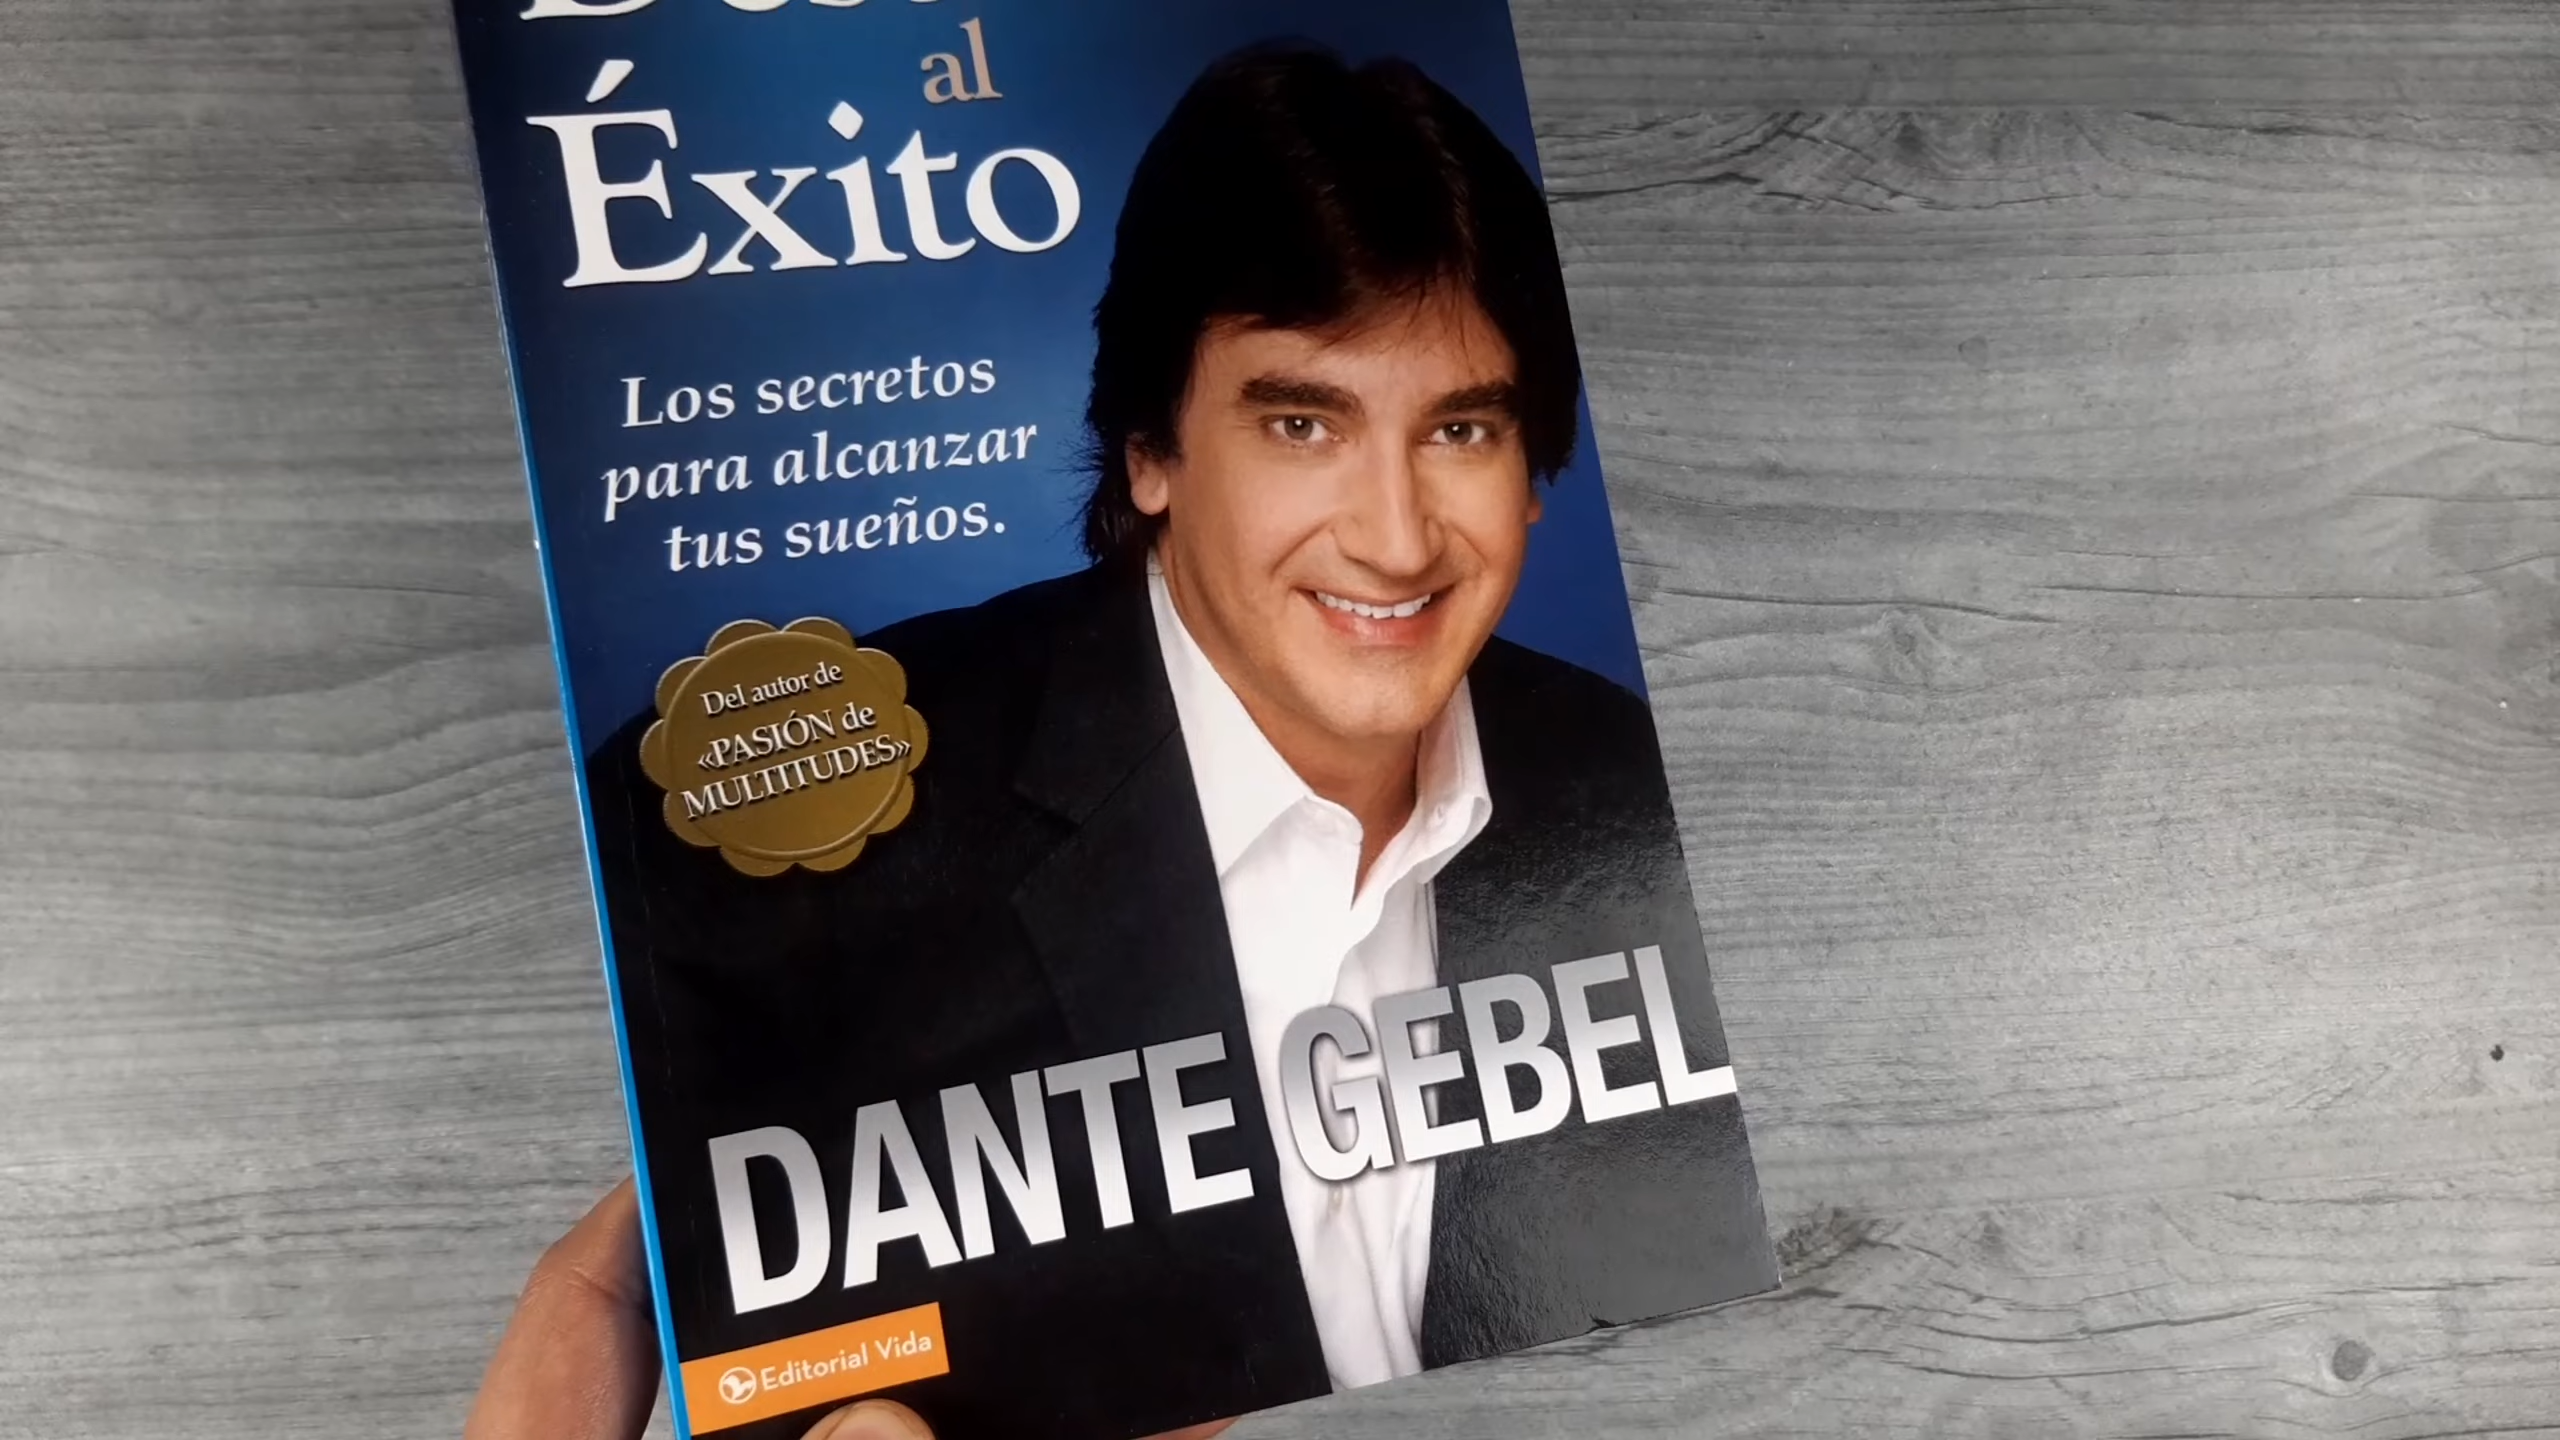 al
Éxito
Los secretos
para alcanzar
tus sueños.
Del autor de
«PASIÓN de
MULTITUDES»
DANTE GEBEL
Editorial Vida